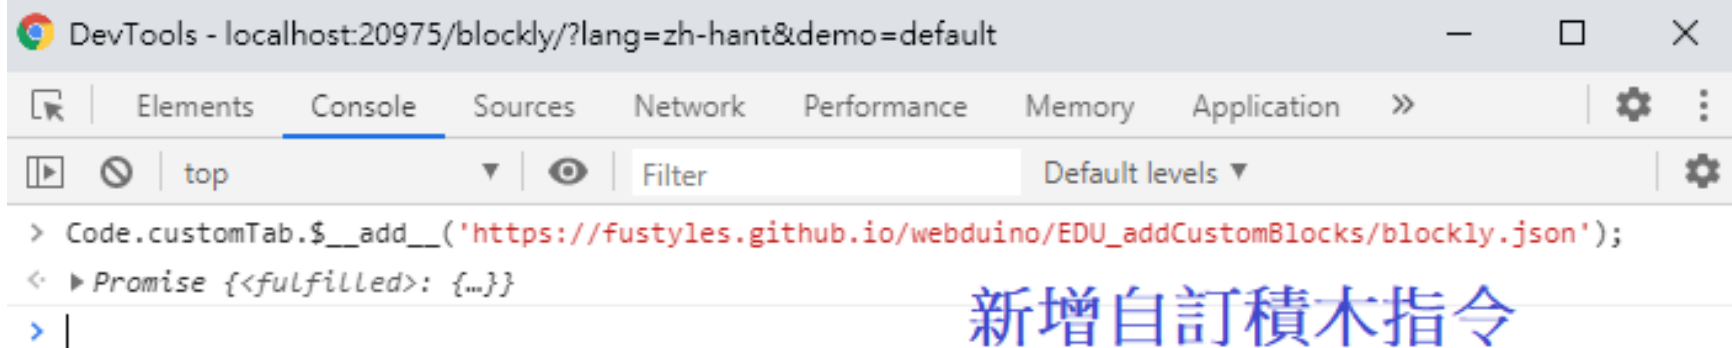 DevTools - localhost:20975/blockly/?lang=zh-hant&demo=default
Elements Console Sources Network Performance Memory Application »
top ▼ Filter Default levels ▼
> Code.customTab.$__add__('https://fustyles.github.io/webduino/EDU_addCustomBlocks/blockly.json');
<· ▶ Promise {<fulfilled>: {…}}
新增自訂積木指令
>